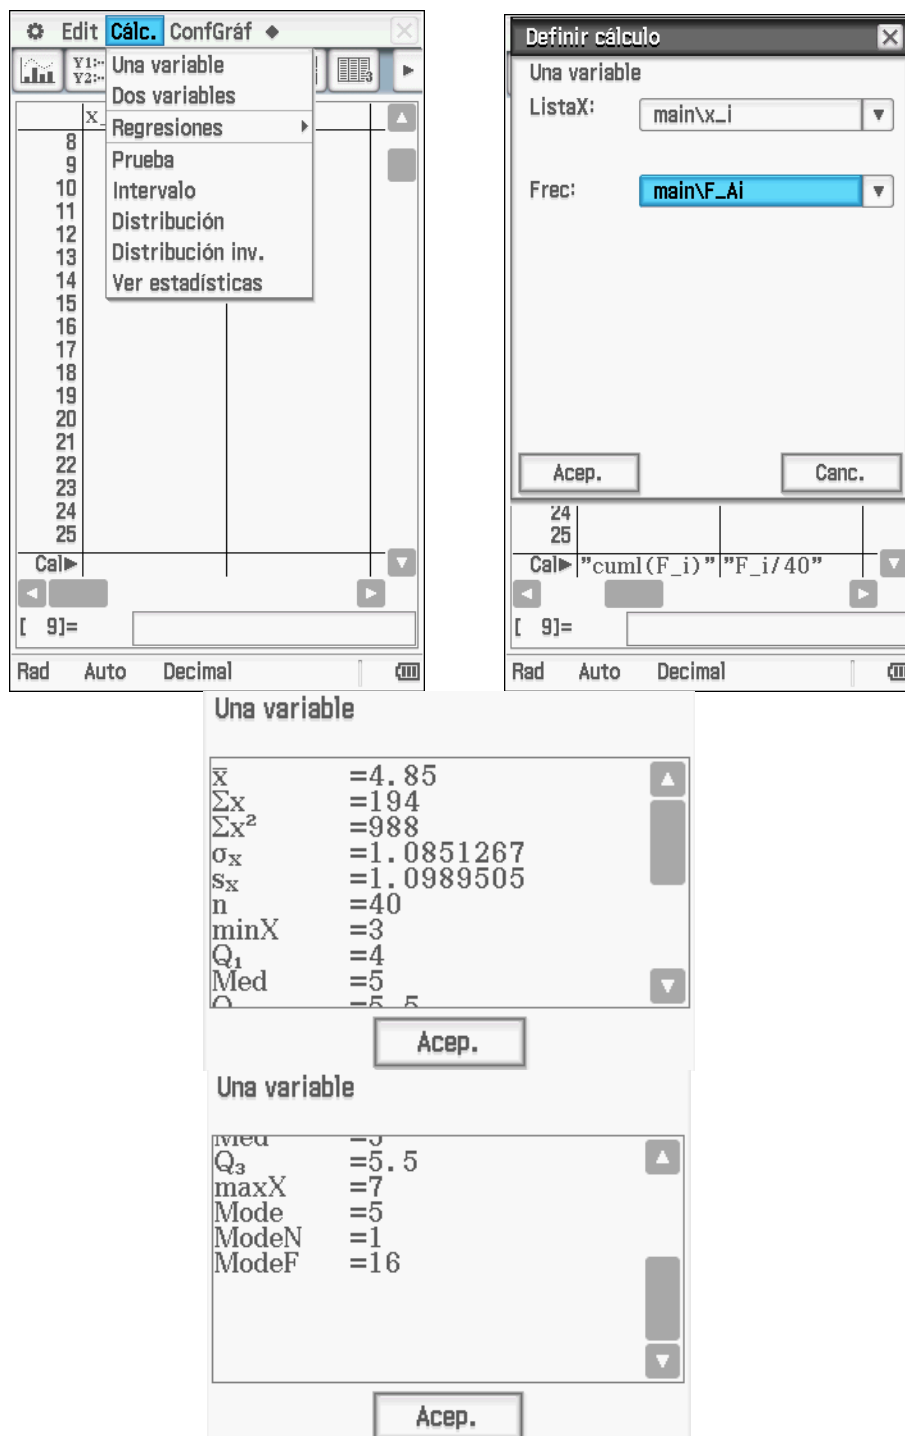 Edit Cálc. ConfGráf
Y1:
Y2:
Una variable
Dos variables
Regresiones
Prueba
Intervalo
Distribución
Distribución inv.
Ver estadísticas
8
9
10
11
12
13
14
15
16
17
18
19
20
21
22
23
24
25
Cal▶
[ 9]=
Rad Auto Decimal
Definir cálculo
Una variable
ListaX: main\x_i
Frec: main\F_Ai
Acep. Canc.
24
25
Cal▶ "cuml(F_i)" "F_i/40"
[ 9]=
Rad Auto Decimal
Una variable
x̅ =4.85
Σx =194
Σx² =988
σx =1.0851267
sx =1.0989505
n =40
minX =3
Q₁ =4
Med =5
Acep.
Una variable
Med =5
Q₃ =5.5
maxX =7
Mode =5
ModeN =1
ModeF =16
Acep.